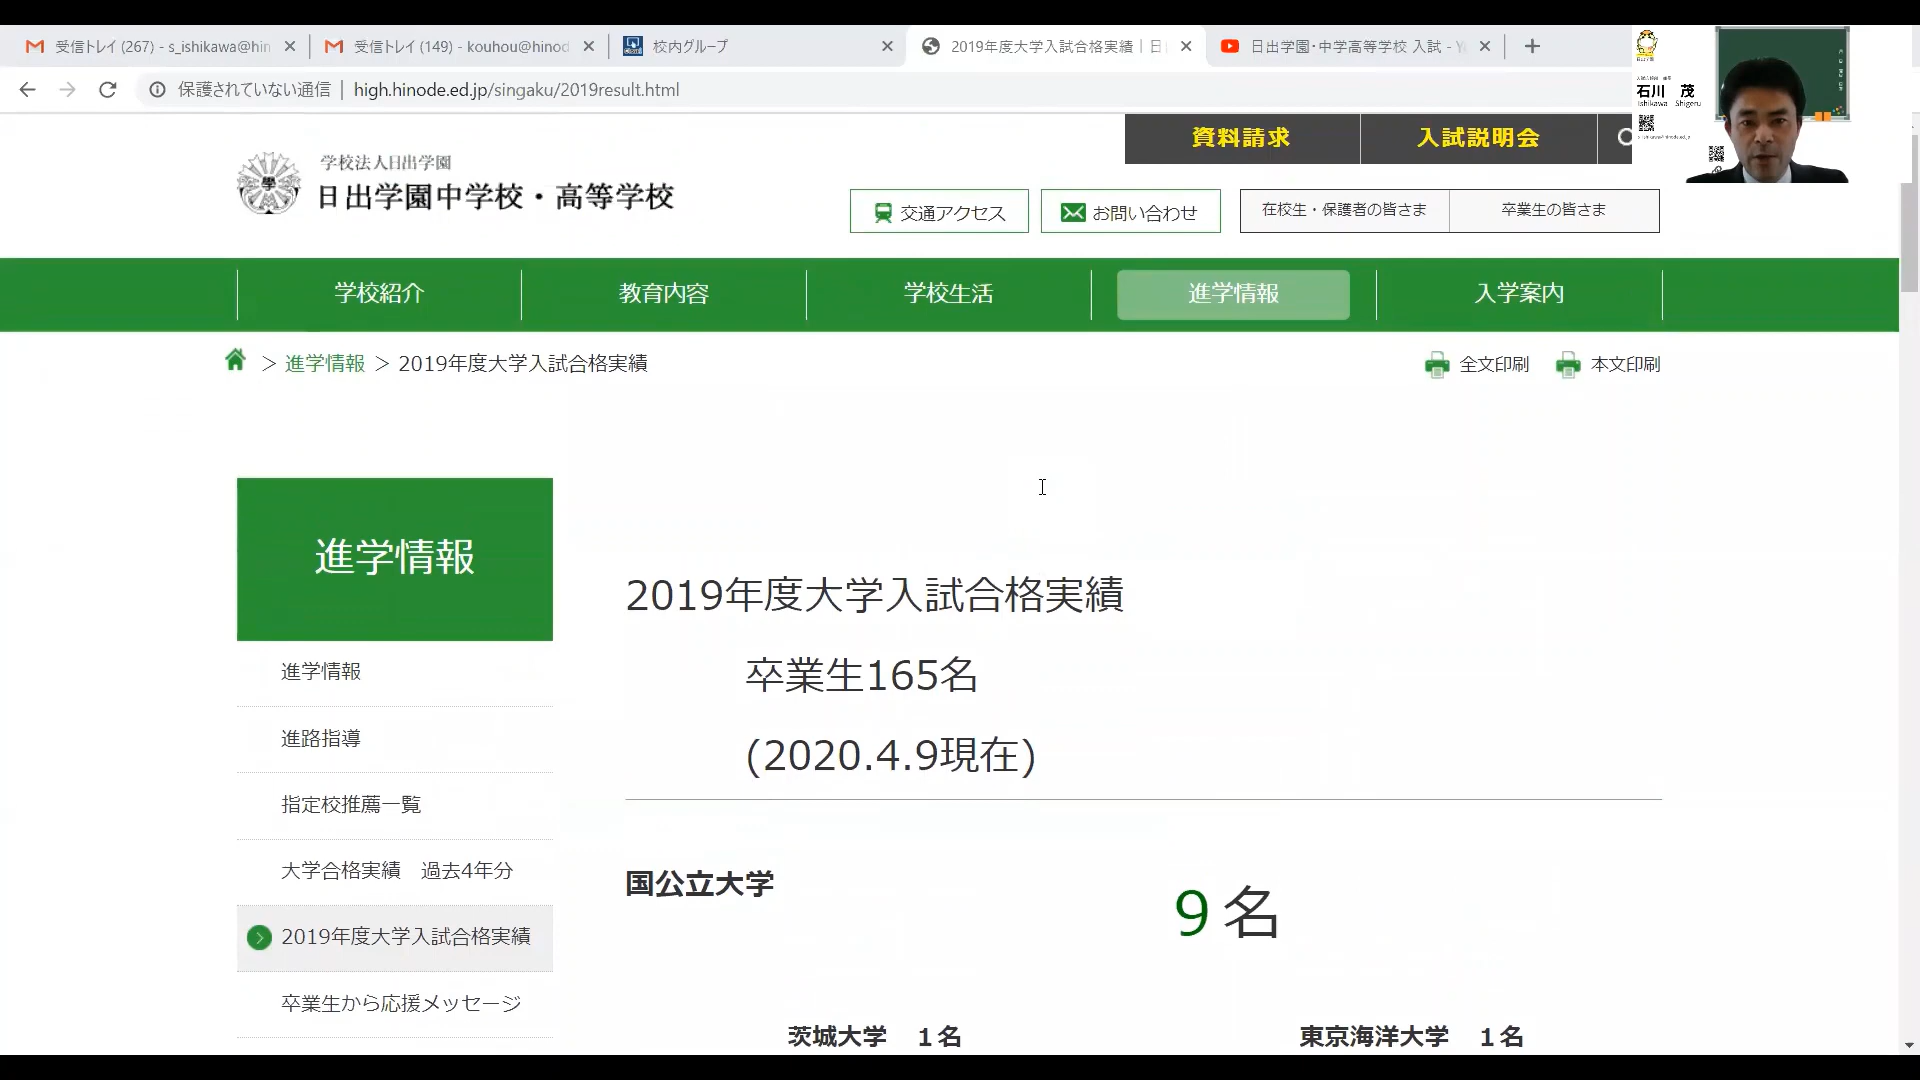 受信トレイ (267) - s_ishikawa@hin
受信トレイ (149) - kouhou@hinod
校内グループ
2019年度大学入試合格実績 | 日
日出学園・中学高等学校 入試 - Y
保護されていない通信 | high.hinode.ed.jp/singaku/2019result.html
石川 茂
Ishikawa Shigeru
資料請求
入試説明会
学校法人日出学園
日出学園中学校・高等学校
交通アクセス
お問い合わせ
在校生・保護者の皆さま
卒業生の皆さま
学校紹介
教育内容
学校生活
進学情報
入学案内
> 進学情報 > 2019年度大学入試合格実績
全文印刷
本文印刷
進学情報
進学情報
進路指導
指定校推薦一覧
大学合格実績 過去4年分
2019年度大学入試合格実績
卒業生から応援メッセージ
2019年度大学入試合格実績
卒業生165名
(2020.4.9現在)
国公立大学
9 名
茨城大学 1名
東京海洋大学 1名